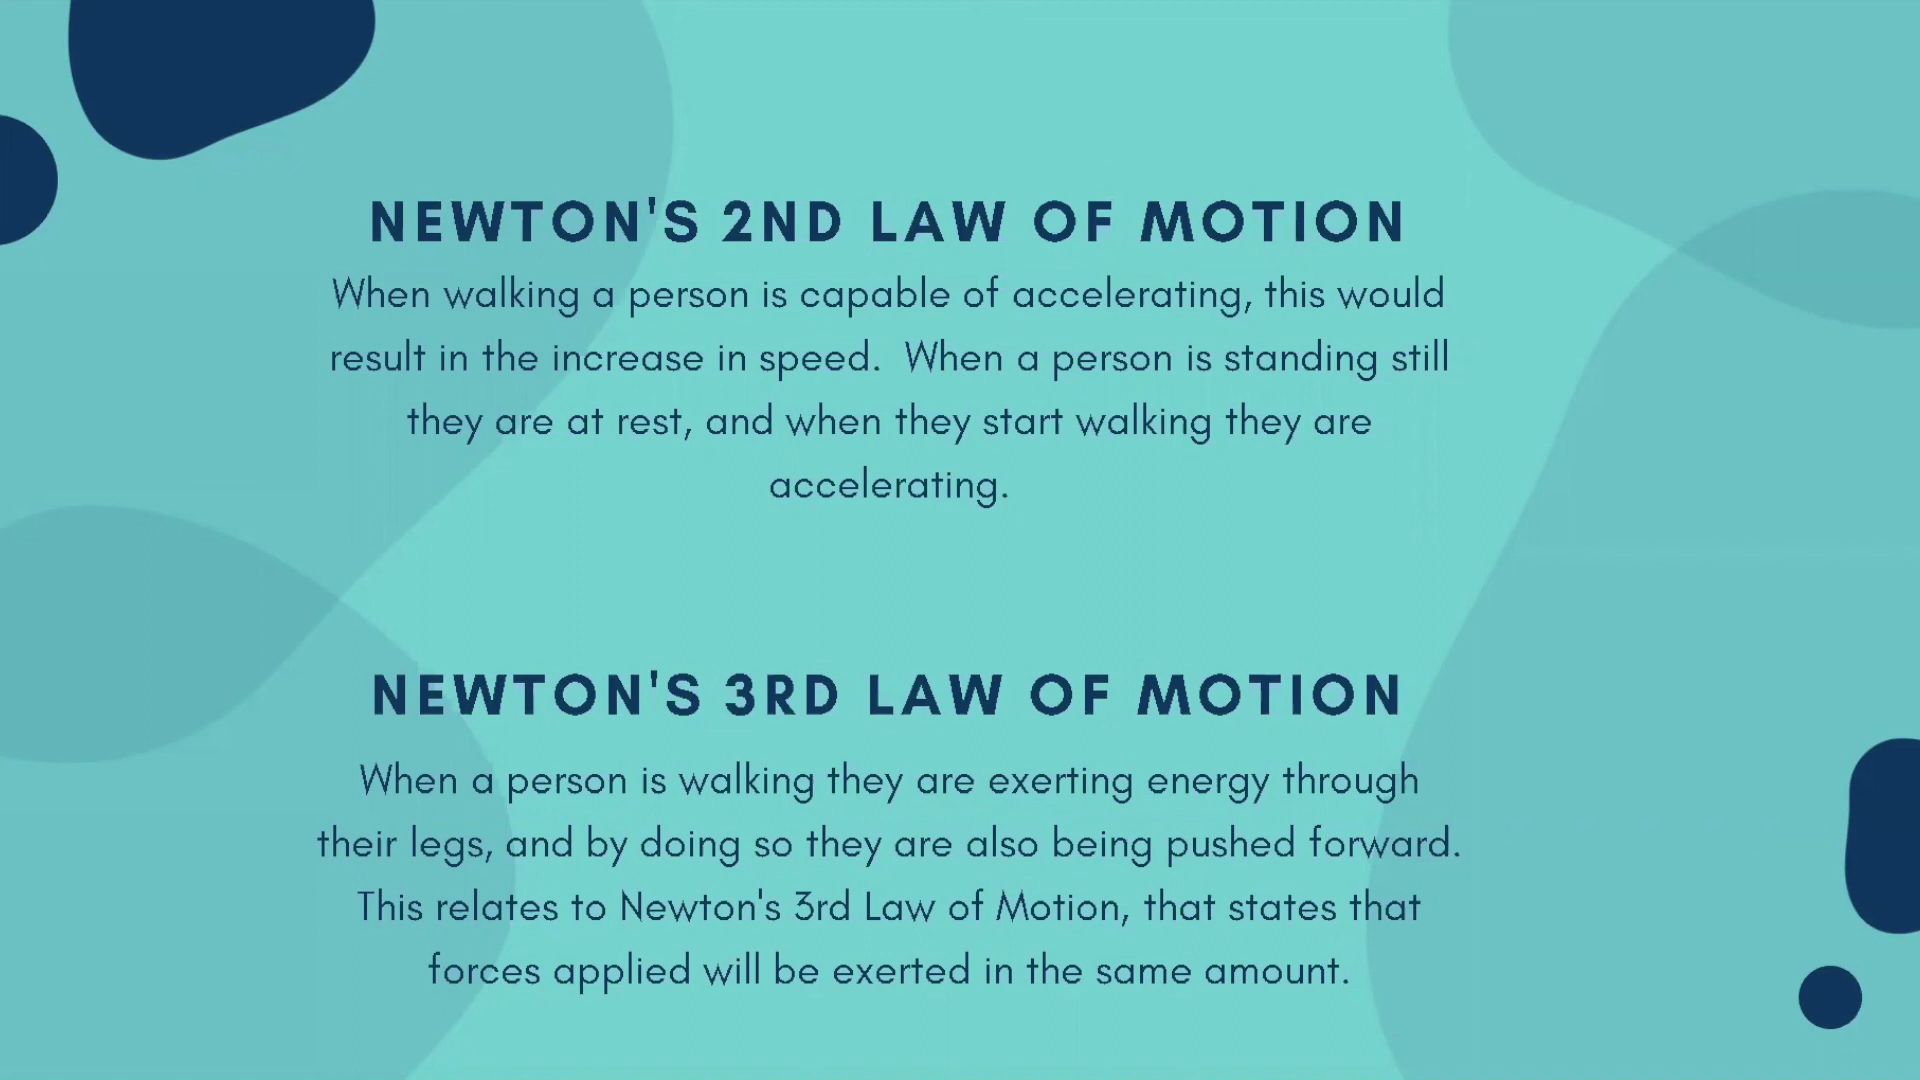 NEWTON'S 2ND LAW OF MOTION
When walking a person is capable of accelerating, this would
result in the increase in speed.  When a person is standing still
they are at rest, and when they start walking they are
accelerating.
NEWTON'S 3RD LAW OF MOTION
When a person is walking they are exerting energy through
their legs, and by doing so they are also being pushed forward.
This relates to Newton's 3rd Law of Motion, that states that
forces applied will be exerted in the same amount.